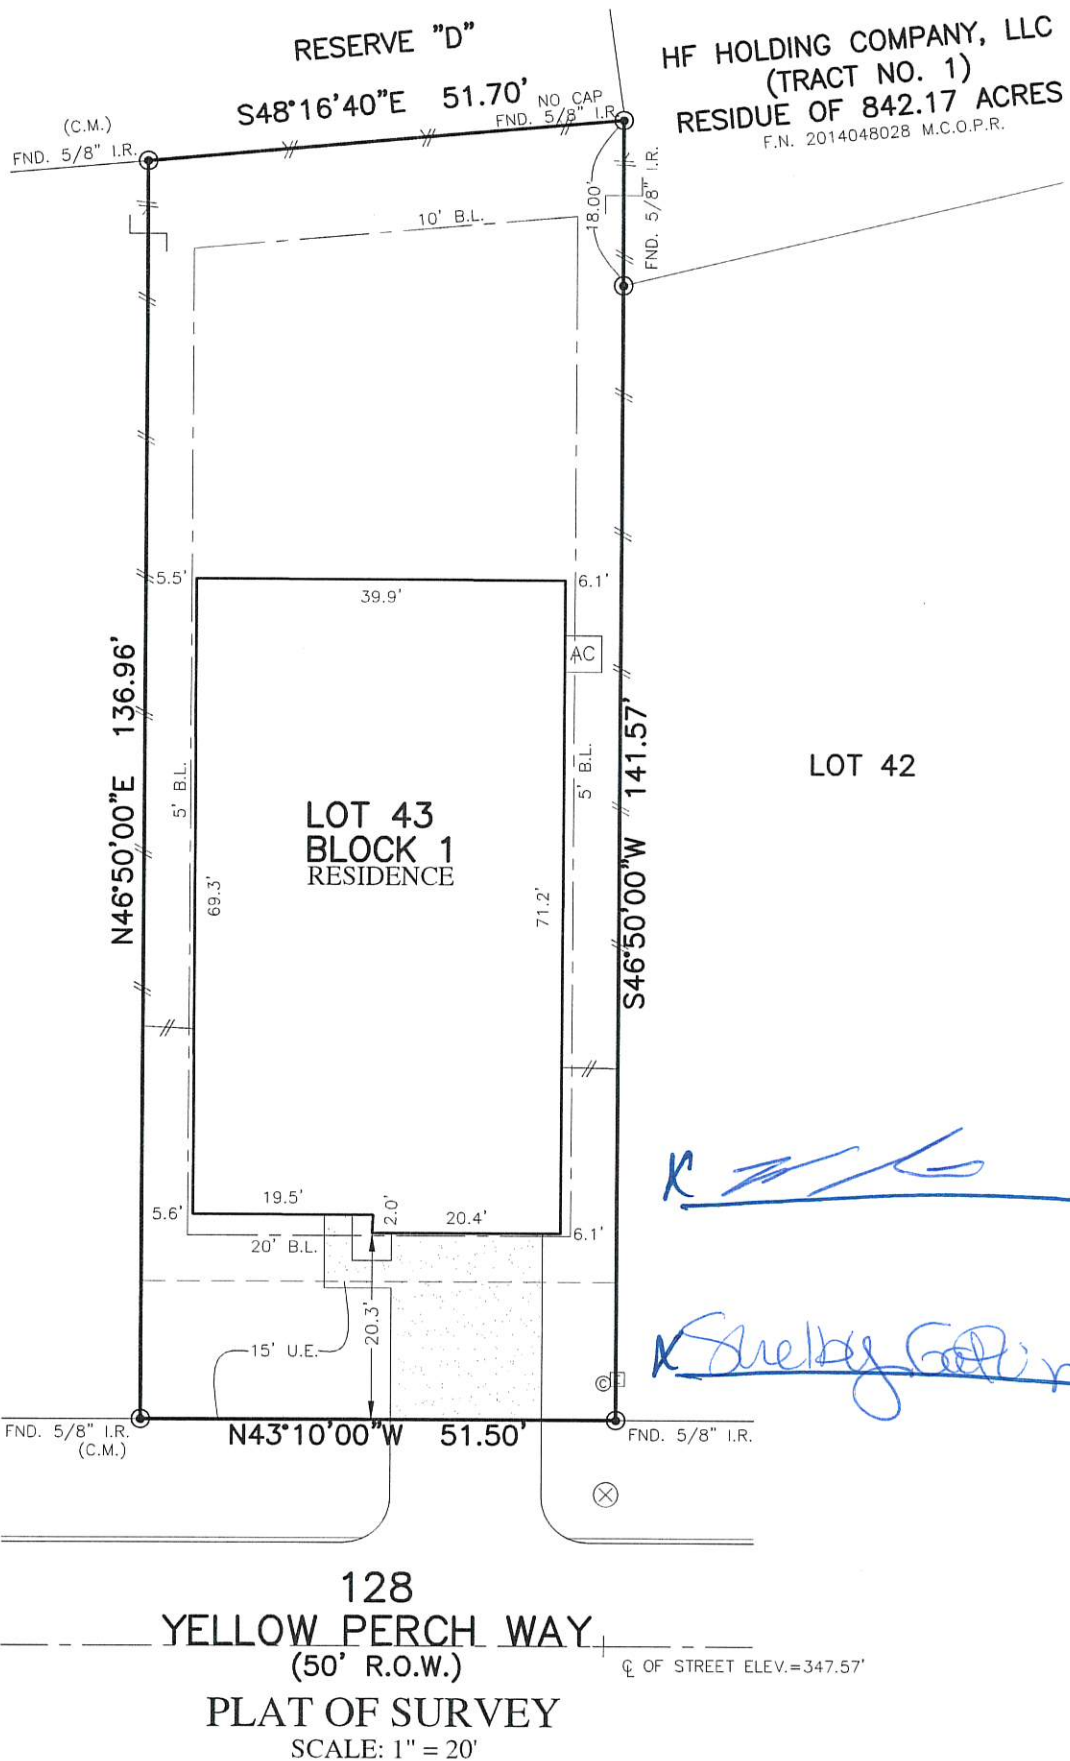 RESERVE "D"
HF HOLDING COMPANY, LLC
(TRACT NO. 1)
RESIDUE OF 842.17 ACRES
F.N. 2014048028 M.C.O.P.R.
S48°16'40"E 51.70'
NO CAP
FND. 5/8" I.R.
(C.M.)
FND. 5/8" I.R.
18.00'
FND. 5/8" I.R.
10' B.L.
5.5'
39.9'
6.1'
AC
N46°50'00"E 136.96'
5' B.L.
5' B.L.
S46°50'00"W 141.57'
LOT 42
LOT 43
BLOCK 1
RESIDENCE
69.3'
71.2'
19.5'
5.6'
2.0'
20.4'
6.1'
20' B.L.
20.3'
15' U.E.
X
X Shelby
© E
FND. 5/8" I.R.
(C.M.)
N43°10'00"W 51.50'
FND. 5/8" I.R.
128
YELLOW PERCH WAY
(50' R.O.W.)
℄ OF STREET ELEV.=347.57'
PLAT OF SURVEY
SCALE: 1" = 20'